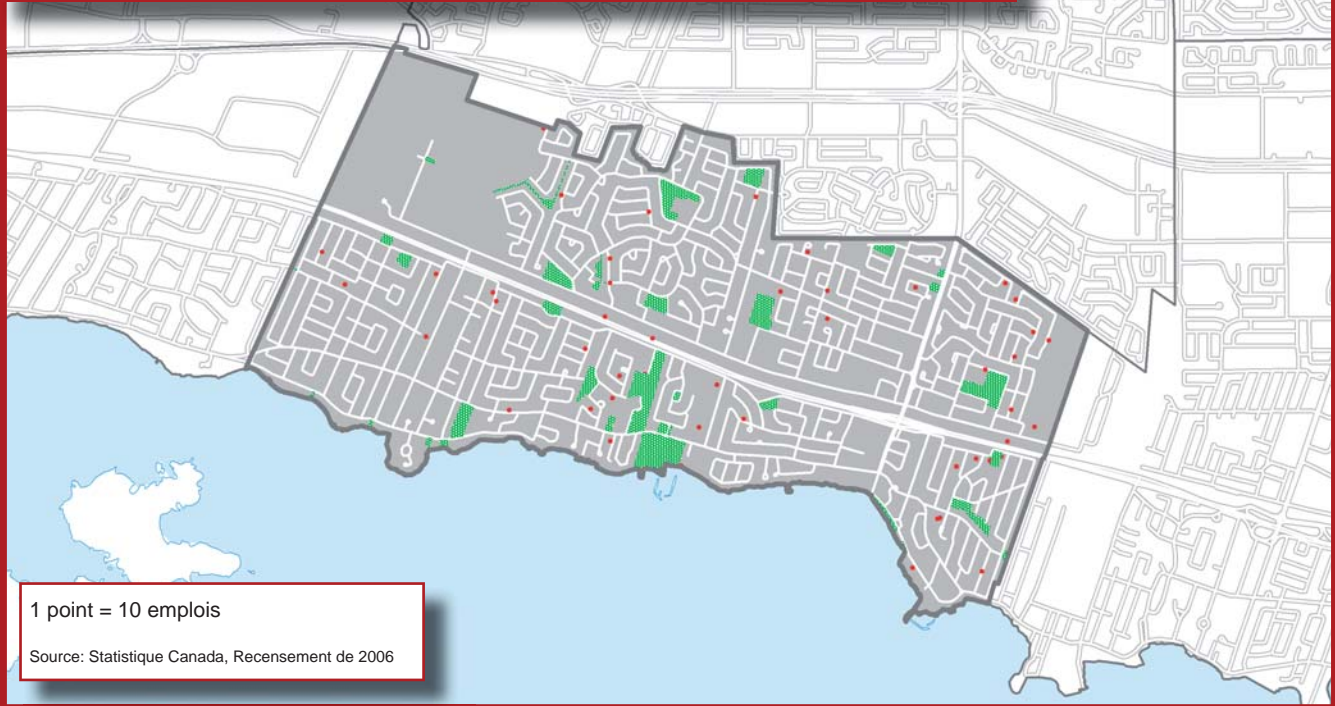 1 point = 10 emplois
Source: Statistique Canada, Recensement de 2006